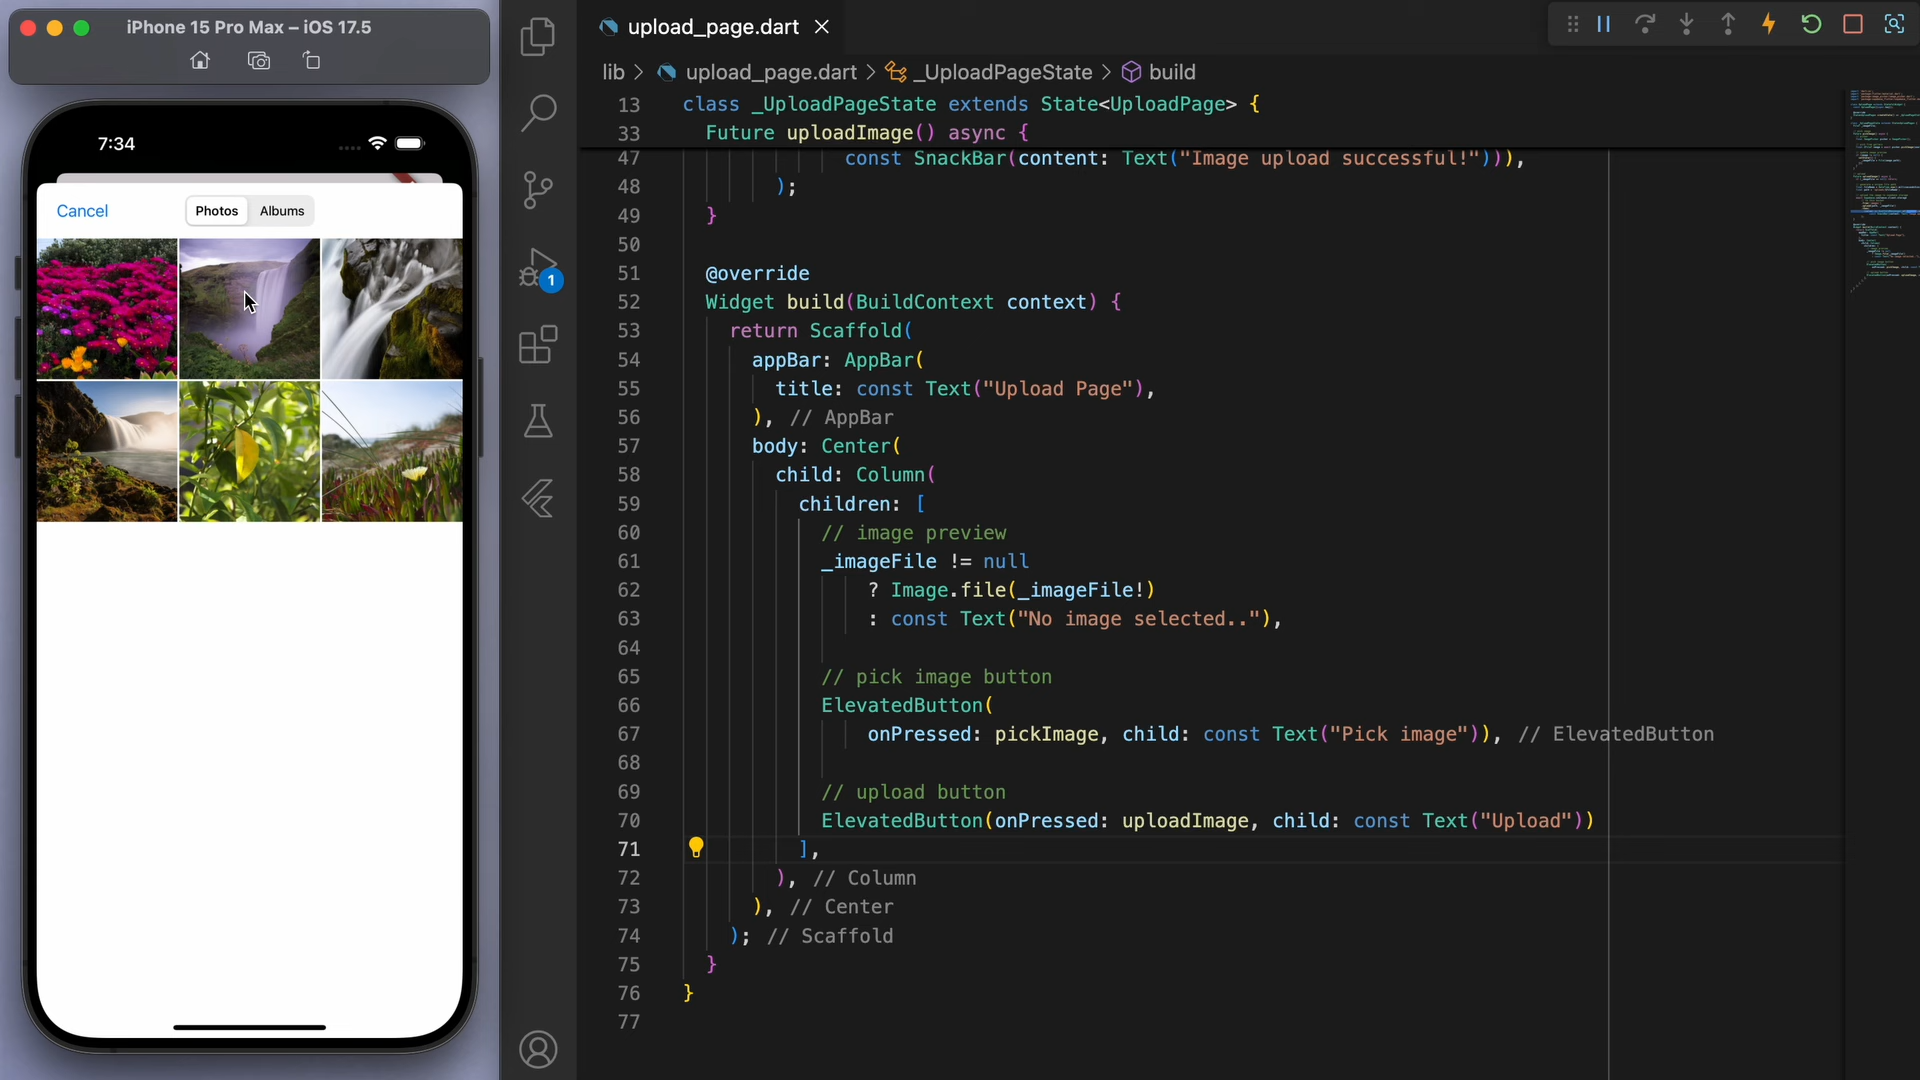 iPhone 15 Pro Max – iOS 17.5
7:34
Cancel
Photos
Albums
1
upload_page.dart
lib > upload_page.dart > _UploadPageState > build
13 class _UploadPageState extends State<UploadPage> {
33 Future uploadImage() async {
47 const SnackBar(content: Text("Image upload successful!"))),
48 );
49 }
50
51 @override
52 Widget build(BuildContext context) {
53 return Scaffold(
54 appBar: AppBar(
55 title: const Text("Upload Page"),
56 ), // AppBar
57 body: Center(
58 child: Column(
59 children: [
60 // image preview
61 _imageFile != null
62 ? Image.file(_imageFile!)
63 : const Text("No image selected.."),
64
65 // pick image button
66 ElevatedButton(
67 onPressed: pickImage, child: const Text("Pick image")), // ElevatedButton
68
69 // upload button
70 ElevatedButton(onPressed: uploadImage, child: const Text("Upload"))
71 ],
72 ), // Column
73 ), // Center
74 ); // Scaffold
75 }
76 }
77